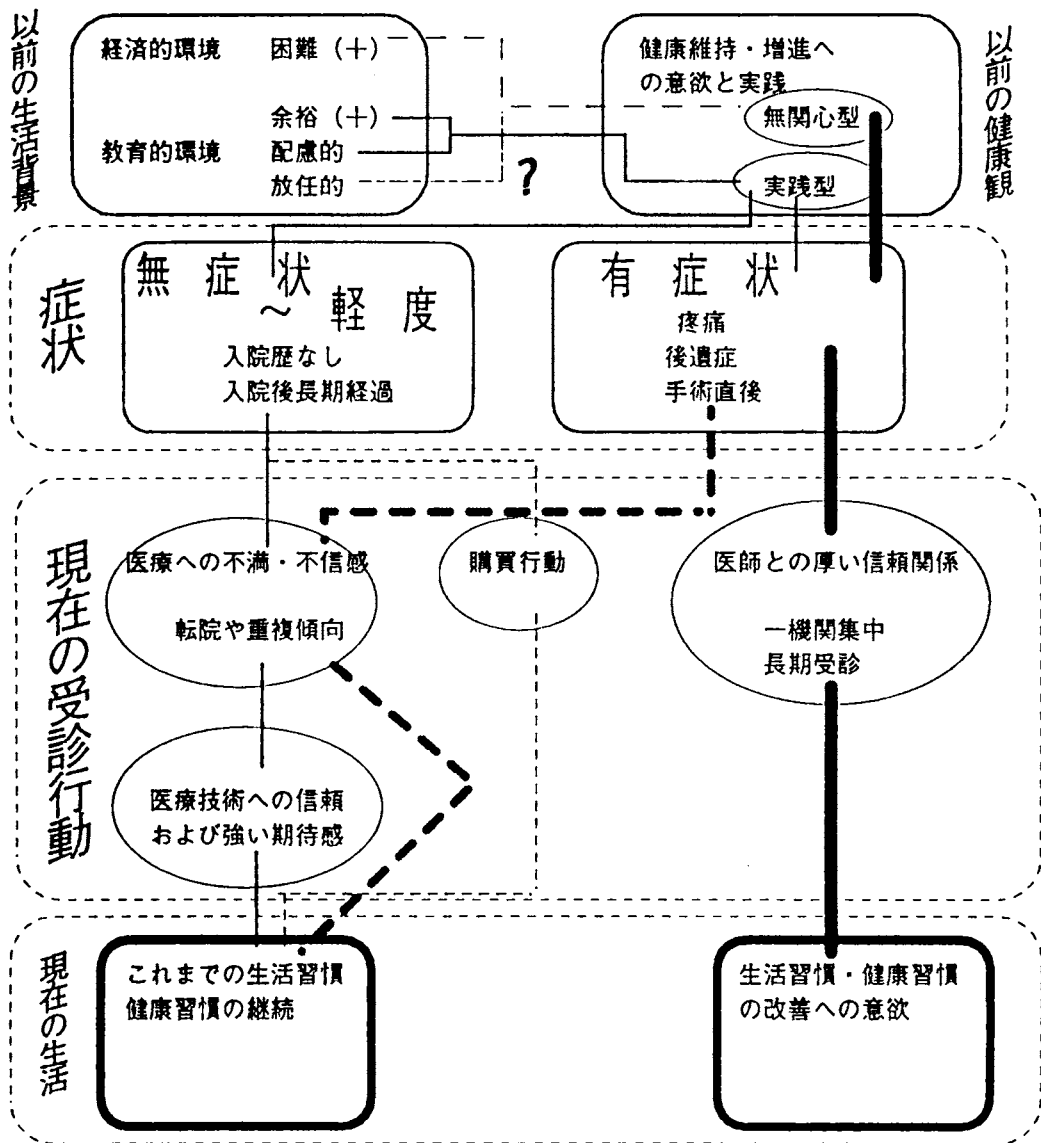 以前の生活背景
経済的環境 困難(+)
余裕(+)
教育的環境 配慮的
放任的
?
健康維持・増進へ
の意欲と実践
無関心型
実践型
以前の健康観
症状
無症状
~軽度
入院歴なし
入院後長期経過
有症状
疼痛
後遺症
手術直後
現在の受診行動
医療への不満・不信感
転院や重複傾向
購買行動
医師との厚い信頼関係
一機関集中
長期受診
医療技術への信頼
および強い期待感
現在の生活
これまでの生活習慣
健康習慣の継続
生活習慣・健康習慣
の改善への意欲